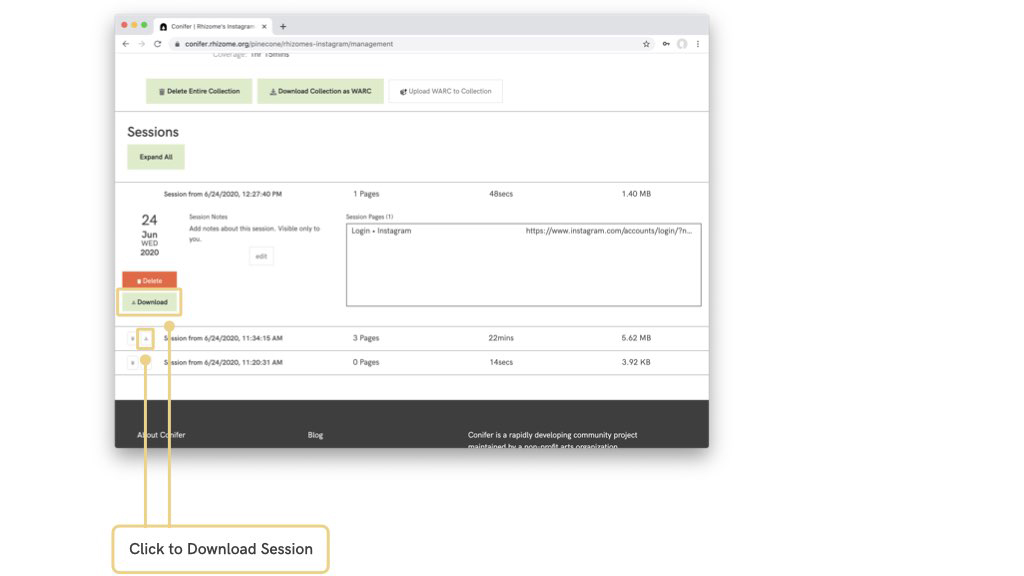 Conifer | Rhizome's Instagram
conifer.rhizome.org/pinecone/rhizomes-instagram/management
Coverage: 1hr 15mins
Delete Entire Collection
Download Collection as WARC
Upload WARC to Collection
Sessions
Expand All
Session from 6/24/2020, 12:27:40 PM 1 Pages 48secs 1.40 MB
24
Jun
WED
2020
Session Notes
Add notes about this session. Visible only to
you.
edit
Session Pages (1)
Login • Instagram https://www.instagram.com/accounts/login/?n...
Delete
Download
Session from 6/24/2020, 11:34:15 AM 3 Pages 22mins 5.62 MB
Session from 6/24/2020, 11:20:31 AM 0 Pages 14secs 3.92 KB
About Conifer
Blog
Conifer is a rapidly developing community project
maintained by a non-profit arts organization
Click to Download Session